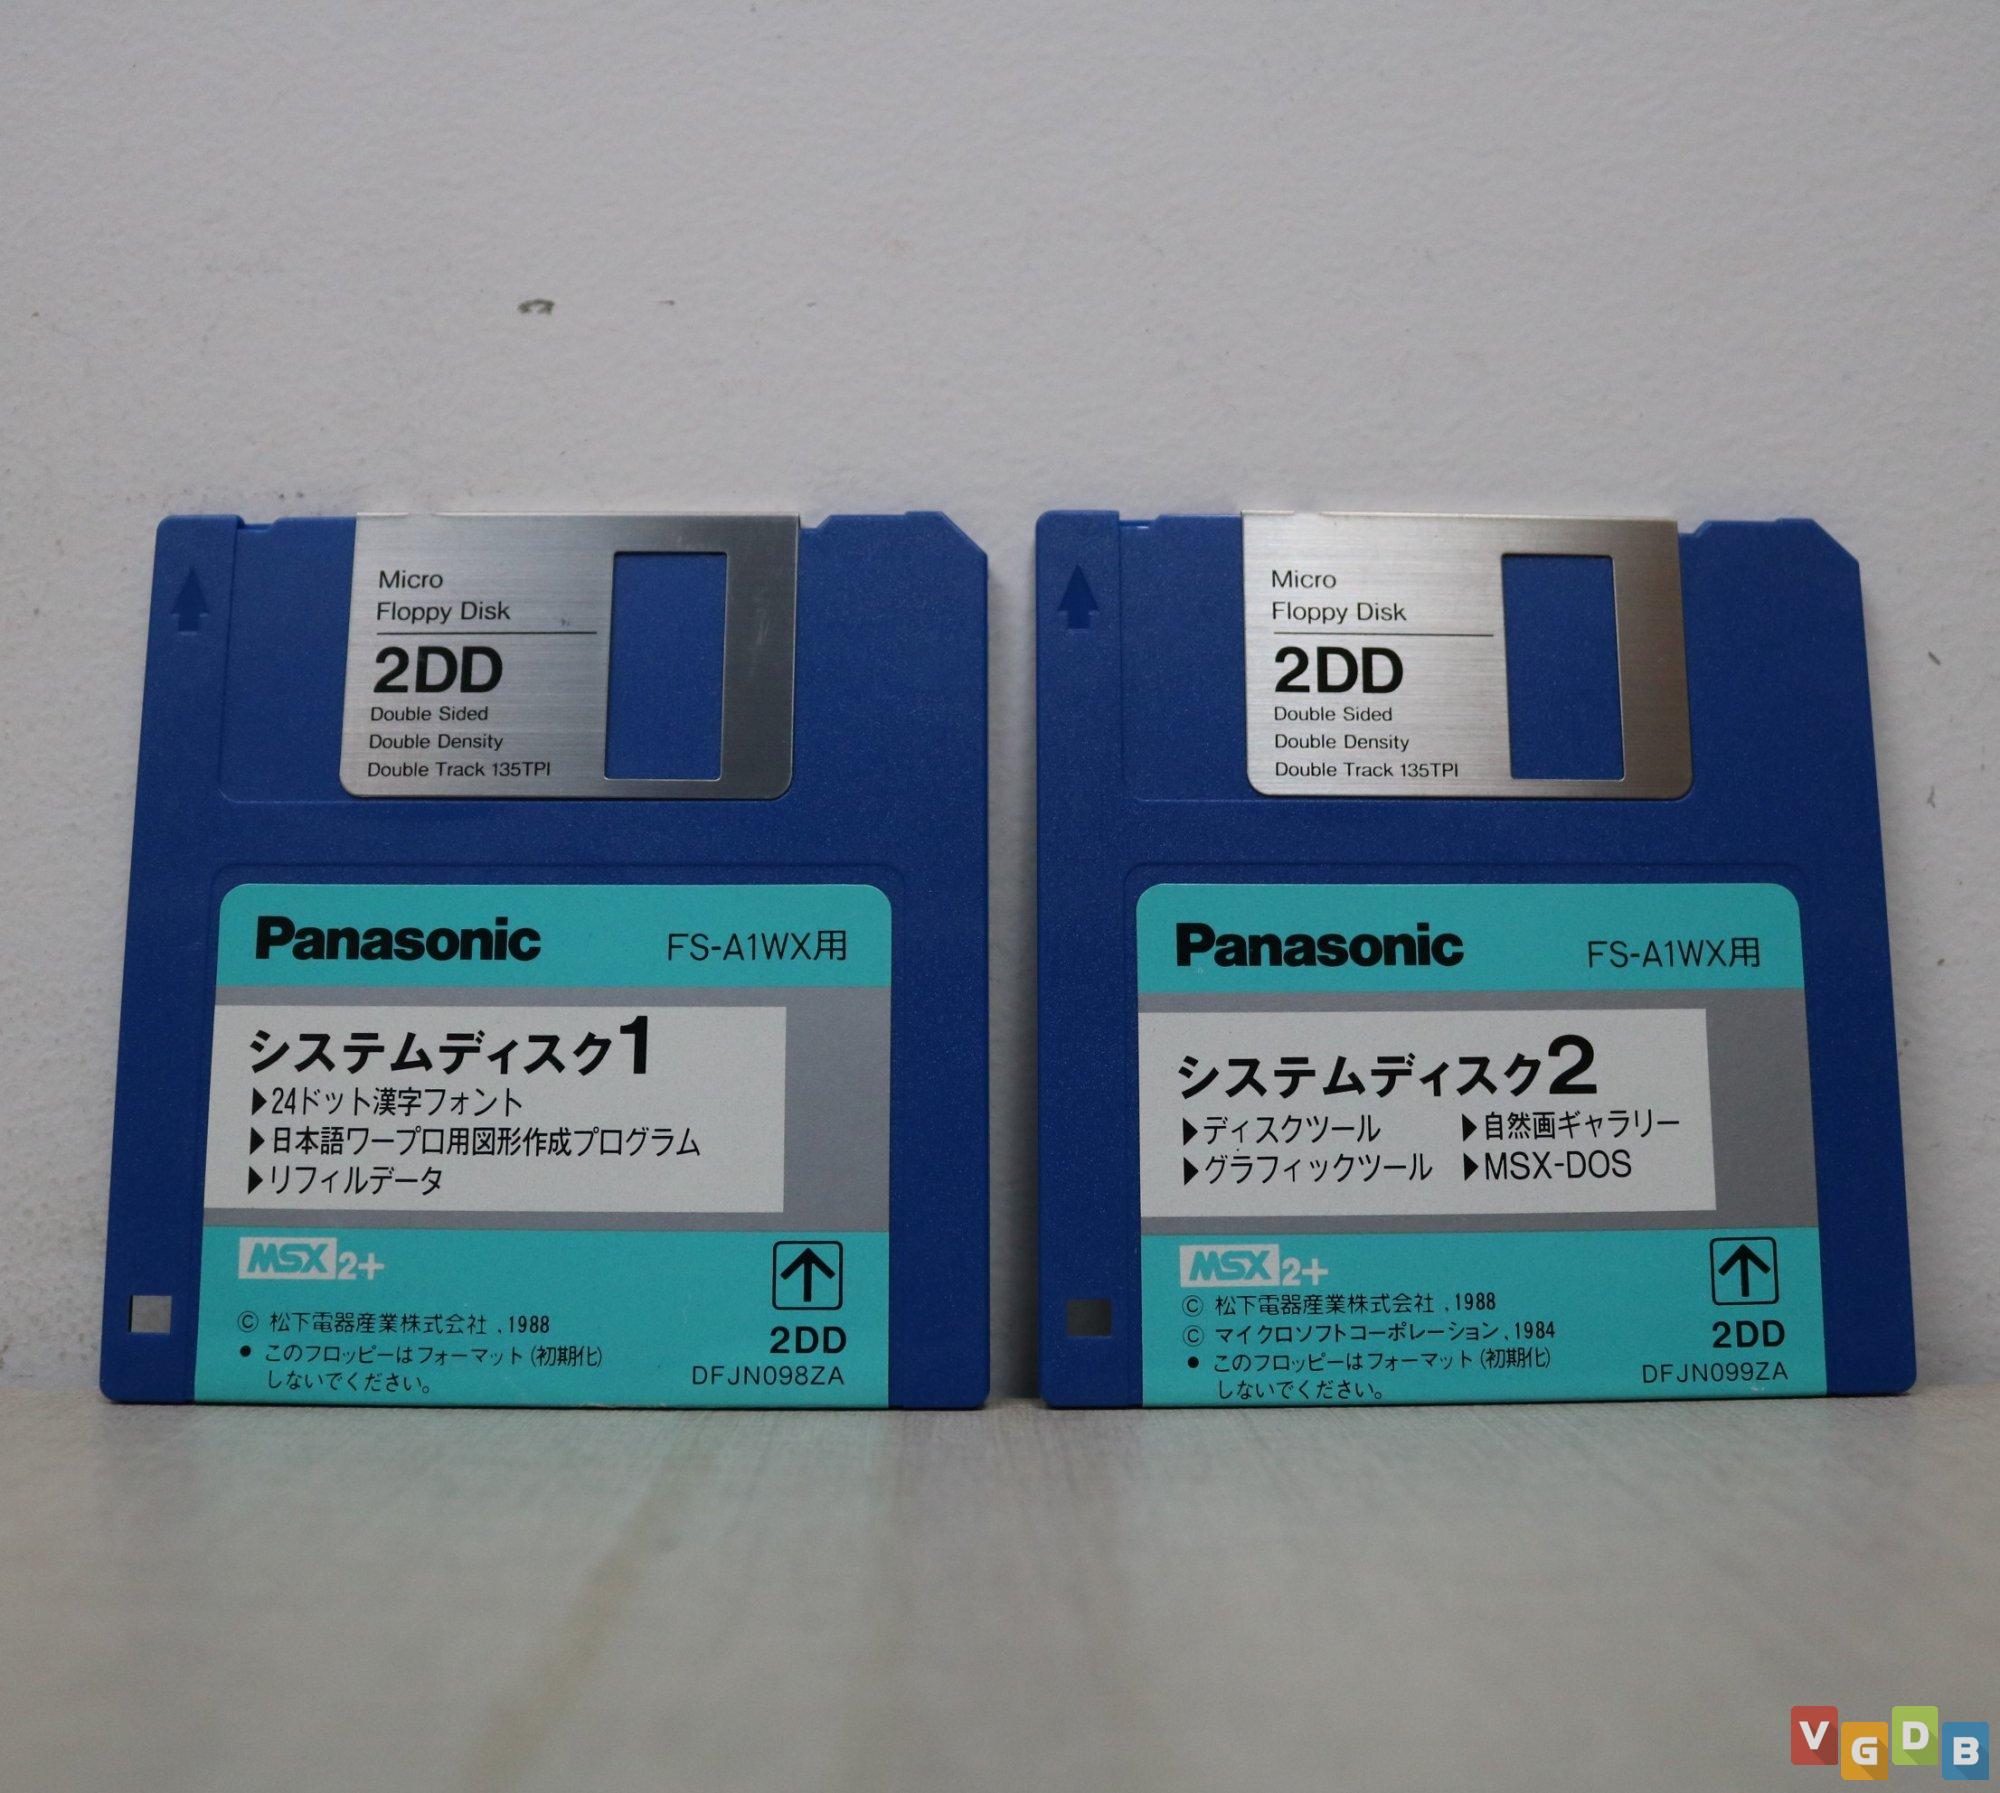 Micro
Floppy Disk
2DD
Double Sided
Double Density
Double Track 135TPI
Panasonic FS-A1WX用
システムディスク1
▶24ドット漢字フォント
▶日本語ワープロ用図形作成プログラム
▶リフィルデータ
MSX 2+
© 松下電器産業株式会社 , 1988
● このフロッピーはフォーマット (初期化)
しないでください。
2DD
DFJN098ZA
Micro
Floppy Disk
2DD
Double Sided
Double Density
Double Track 135TPI
Panasonic FS-A1WX用
システムディスク2
▶ディスクツール ▶自然画ギャラリー
▶グラフィックツール ▶MSX-DOS
MSX 2+
© 松下電器産業株式会社 , 1988
© マイクロソフトコーポレーション, 1984
● このフロッピーはフォーマット (初期化)
しないでください。
2DD
DFJN099ZA
VGDB